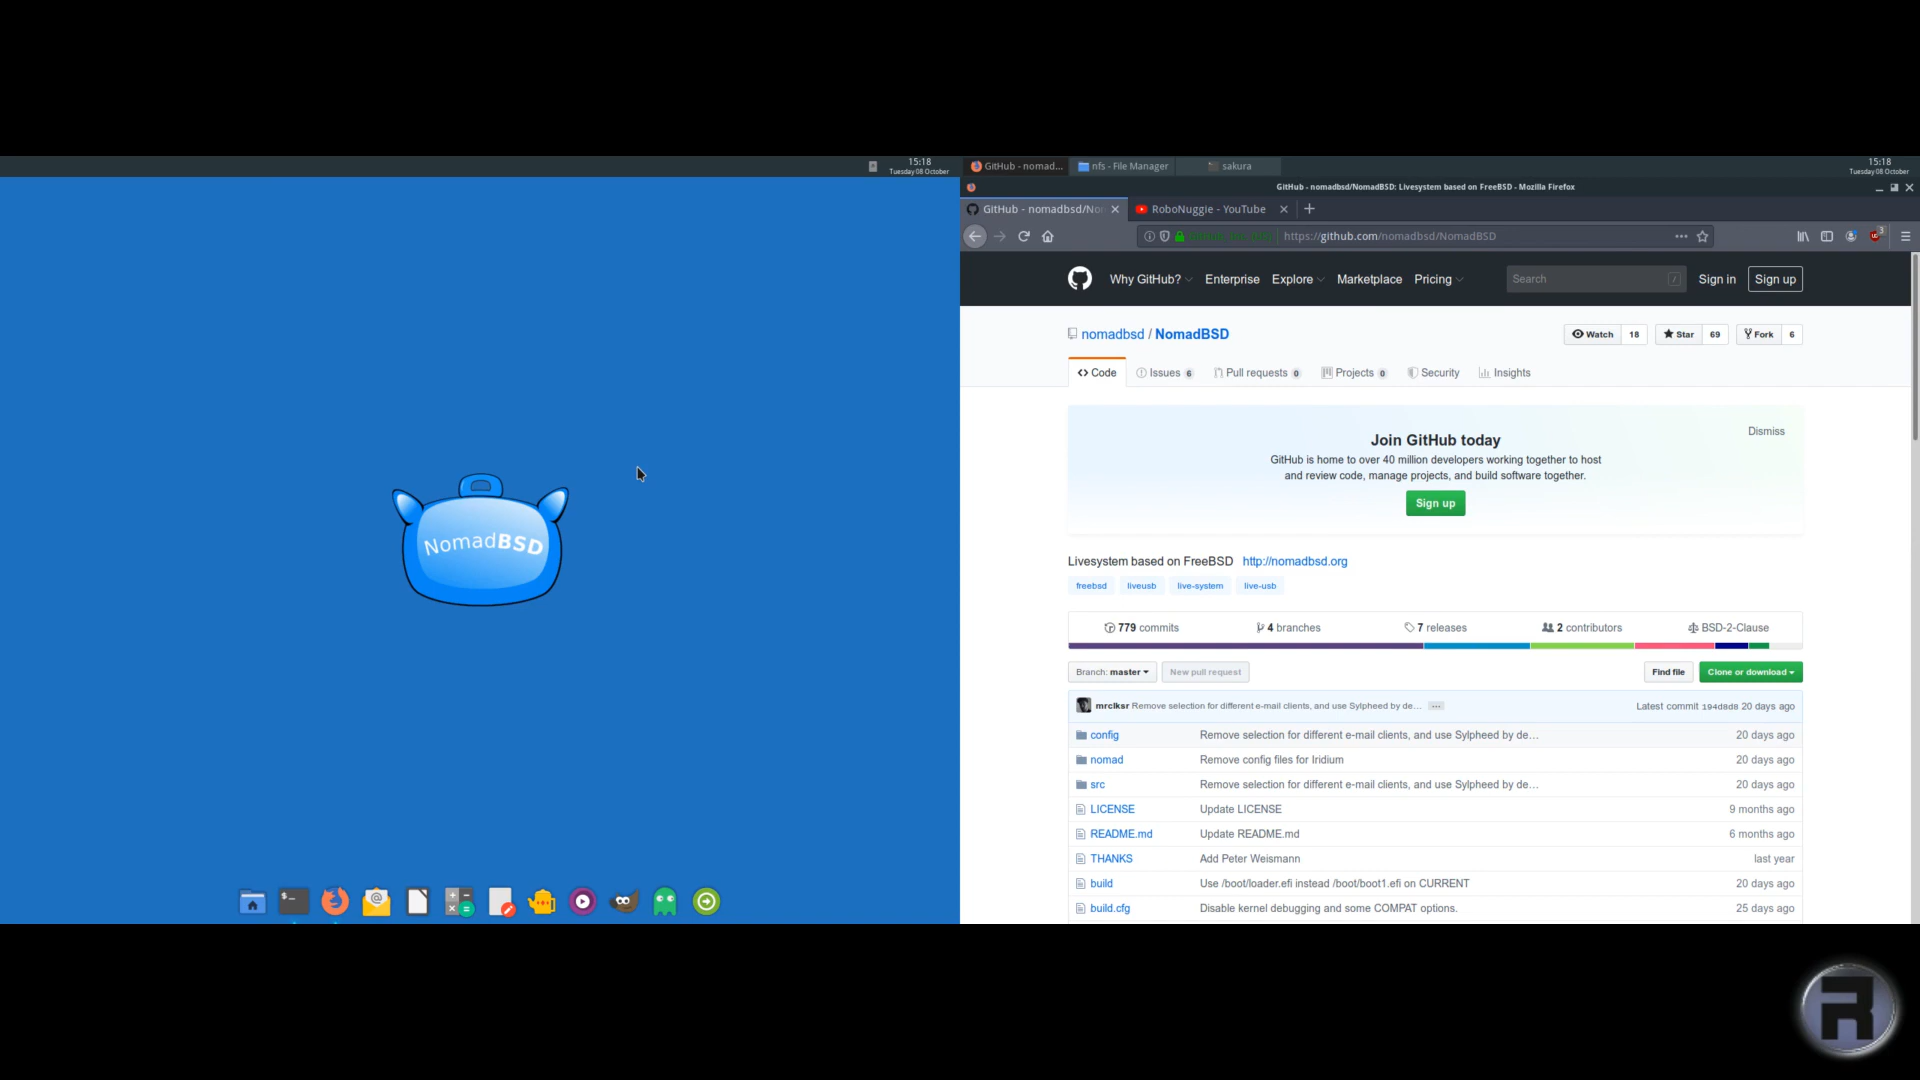 15:18
Tuesday 08 October
NomadBSD
GitHub - nomad...
nfs - File Manager
sakura
15:18
Tuesday 08 October
GitHub - nomadbsd/NomadBSD: Livesystem based on FreeBSD - Mozilla Firefox
GitHub - nomadbsd/No
RoboNuggie - YouTube
https://github.com/nomadbsd/NomadBSD
3
Why GitHub?
Enterprise
Explore
Marketplace
Pricing
Search
/
Sign in
Sign up
nomadbsd / NomadBSD
Watch 18
Star 69
Fork 6
Code
Issues 6
Pull requests 0
Projects 0
Security
Insights
Dismiss
Join GitHub today
GitHub is home to over 40 million developers working together to host
and review code, manage projects, and build software together.
Sign up
Livesystem based on FreeBSD http://nomadbsd.org
freebsd liveusb live-system live-usb
779 commits
4 branches
7 releases
2 contributors
BSD-2-Clause
Branch: master
New pull request
Find file
Clone or download
mrclksr Remove selection for different e-mail clients, and use Sylpheed by de... Latest commit 194d8d8 20 days ago
config Remove selection for different e-mail clients, and use Sylpheed by de... 20 days ago
nomad Remove config files for Iridium 20 days ago
src Remove selection for different e-mail clients, and use Sylpheed by de... 20 days ago
LICENSE Update LICENSE 9 months ago
README.md Update README.md 6 months ago
THANKS Add Peter Weismann last year
build Use /boot/loader.efi instead /boot/boot1.efi on CURRENT 20 days ago
build.cfg Disable kernel debugging and some COMPAT options. 25 days ago
R